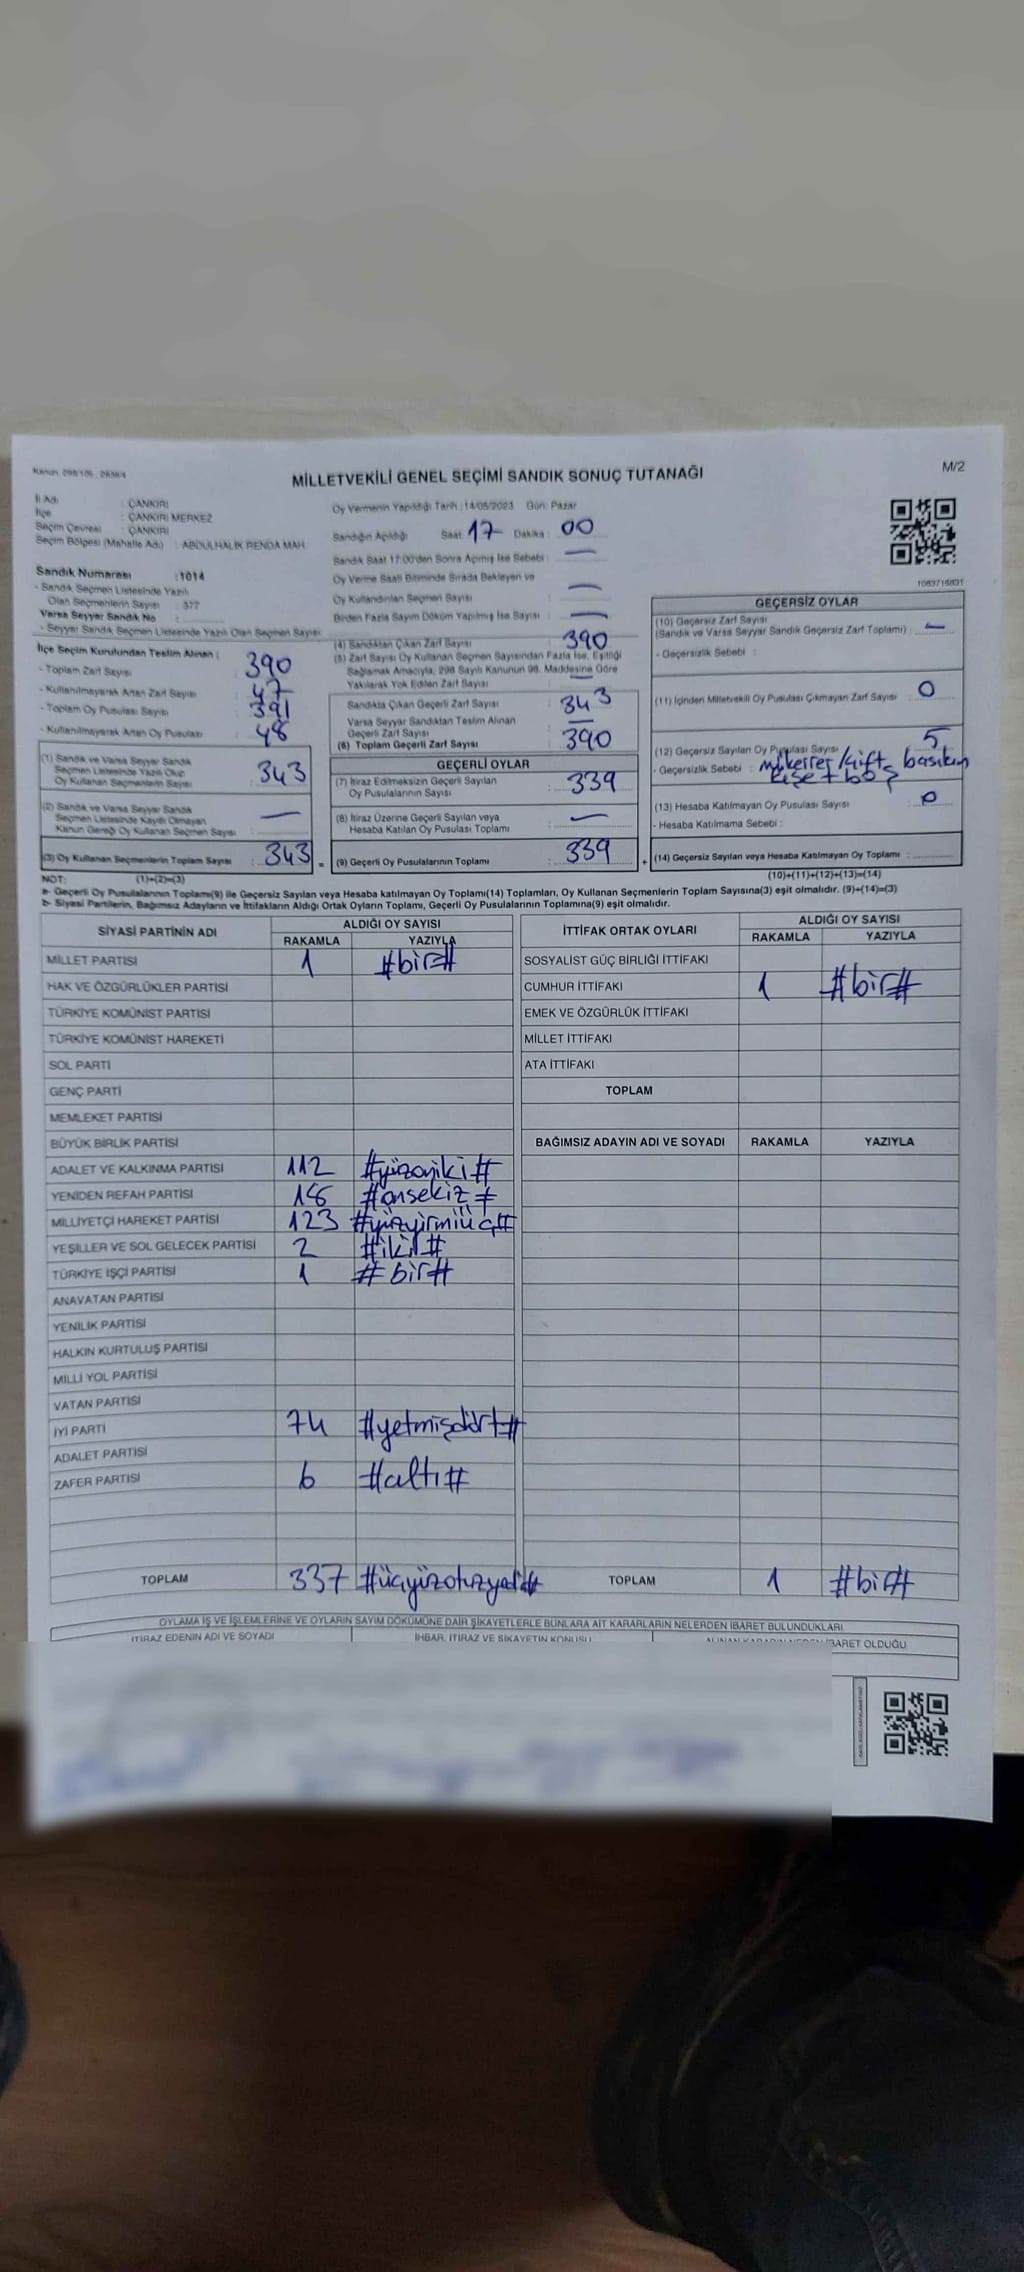 Kanun: 298/105 , 2839/4
M/2
MİLLETVEKİLİ GENEL SEÇİMİ SANDIK SONUÇ TUTANAĞI
İl Adı : ÇANKIRI
İlçe : ÇANKIRI MERKEZ
Seçim Çevresi : ÇANKIRI
Seçim Bölgesi (Mahalle Adı) : ABDULHALİK RENDA MAH.
Sandık Numarası :1014
- Sandık Seçmen Listesinde Yazılı
Olan Seçmenlerin Sayısı : 377
Varsa Seyyar Sandık No :
- Seyyar Sandık Seçmen Listesinde Yazılı Olan Seçmen Sayısı
Oy Vermenin Yapıldığı Tarih :14/05/2023 Gün: Pazar
Sandığın Açıldığı Saat: 17 Dakika : 00
Sandık Saat 17:00'den Sonra Açımış İse Sebebi : —
Oy Verme Saati Bitiminde Sırada Bekleyen ve
Oy Kullandırılan Seçmen Sayısı —
Birden Fazla Sayım Döküm Yapılmış İse Sayısı —
1083716831
İlçe Seçim Kurulundan Teslim Alınan :
- Toplam Zarf Sayısı : 390
- Kullanılmayarak Artan Zarf Sayısı : 47
- Toplam Oy Pusulası Sayısı : 391
- Kullanılmayarak Artan Oy Pusulası : 48
(1) Sandık ve Varsa Seyyar Sandık
Seçmen Listesinde Yazılı Olup
Oy Kullanan Seçmenlerin Sayısı : 343
(2) Sandık ve Varsa Seyyar Sandık
Seçmen Listesinde Kayıtlı Olmayan
Kanun Gereği Oy Kullanan Seçmen Sayısı : —
(3) Oy Kullanan Seçmenlerin Toplam Sayısı : 343 =
(4) Sandıktan Çıkan Zarf Sayısı : 390
(5) Zarf Sayısı Oy Kullanan Seçmen Sayısından Fazla İse, Eşitliği
Sağlamak Amacıyla, 298 Sayılı Kanunun 98. Maddesine Göre
Yakılarak Yok Edilen Zarf Sayısı : —
Sandıkta Çıkan Geçerli Zarf Sayısı : 343
Varsa Seyyar Sandıktan Teslim Alınan
Geçerli Zarf Sayısı : —
(6) Toplam Geçerli Zarf Sayısı : 390
GEÇERLİ OYLAR
(7) İtiraz Edilmeksizin Geçerli Sayılan
Oy Pusulalarının Sayısı : 339
(8) İtiraz Üzerine Geçerli Sayılan veya
Hesaba Katılan Oy Pusulası Toplamı : —
(9) Geçerli Oy Pusulalarının Toplamı : 339 +
GEÇERSİZ OYLAR
(10) Geçersiz Zarf Sayısı
(Sandık ve Varsa Seyyar Sandık Geçersiz Zarf Toplamı) : —
- Geçersizlik Sebebi :
(11) İçinden Milletvekili Oy Pusulası Çıkmayan Zarf Sayısı : 0
(12) Geçersiz Sayılan Oy Pusulası Sayısı : 5
- Geçersizlik Sebebi : mükerrer/çift basılan
+ boş
(13) Hesaba Katılmayan Oy Pusulası Sayısı : 0
- Hesaba Katılmama Sebebi :
(14) Geçersiz Sayılan veya Hesaba Katılmayan Oy Toplamı :
NOT: (1)+(2)=(3)
(10)+(11)+(12)+(13)=(14)
a- Geçerli Oy Pusulalarının Toplamı(9) ile Geçersiz Sayılan veya Hesaba katılmayan Oy Toplamı(14) Toplamları, Oy Kullanan Seçmenlerin Toplam Sayısına(3) eşit olmalıdır. (9)+(14)=(3)
b- Siyasi Partilerin, Bağımsız Adayların ve İttifakların Aldığı Ortak Oyların Toplamı, Geçerli Oy Pusulalarının Toplamına(9) eşit olmalıdır.
SİYASİ PARTİNİN ADI ALDIĞI OY SAYISI
RAKAMLA YAZIYLA
MİLLET PARTİSİ 1 #bir#
HAK VE ÖZGÜRLÜKLER PARTİSİ
TÜRKİYE KOMÜNİST PARTİSİ
TÜRKİYE KOMÜNİST HAREKETİ
SOL PARTİ
GENÇ PARTİ
MEMLEKET PARTİSİ
BÜYÜK BİRLİK PARTİSİ
ADALET VE KALKINMA PARTİSİ 112 #yüzoniki#
YENİDEN REFAH PARTİSİ 18 #onsekiz#
MİLLİYETÇİ HAREKET PARTİSİ 123 #yüzyirmiüç#
YEŞİLLER VE SOL GELECEK PARTİSİ 2 #iki#
TÜRKİYE İŞÇİ PARTİSİ 1 #bir#
ANAVATAN PARTİSİ
YENİLİK PARTİSİ
HALKIN KURTULUŞ PARTİSİ
MİLLİ YOL PARTİSİ
VATAN PARTİSİ
İYİ PARTİ 74 #yetmişdört#
ADALET PARTİSİ
ZAFER PARTİSİ 6 #altı#
TOPLAM 337 #üçyüzotuzyedi#
İTTİFAK ORTAK OYLARI ALDIĞI OY SAYISI
RAKAMLA YAZIYLA
SOSYALİST GÜÇ BİRLİĞİ İTTİFAKI
CUMHUR İTTİFAKI 1 #bir#
EMEK VE ÖZGÜRLÜK İTTİFAKI
MİLLET İTTİFAKI
ATA İTTİFAKI
TOPLAM
BAĞIMSIZ ADAYIN ADI VE SOYADI RAKAMLA YAZIYLA
TOPLAM 1 #bir#
OYLAMA İŞ VE İŞLEMLERİNE VE OYLARIN SAYIM DÖKÜMÜNE DAİR ŞİKAYETLERLE BUNLARA AİT KARARLARIN NELERDEN İBARET BULUNDUKLARI
İTİRAZ EDENİN ADI VE SOYADI İHBAR, İTİRAZ VE ŞİKAYETİN KONUSU ALINAN KARARIN NEDEN İBARET OLDUĞU